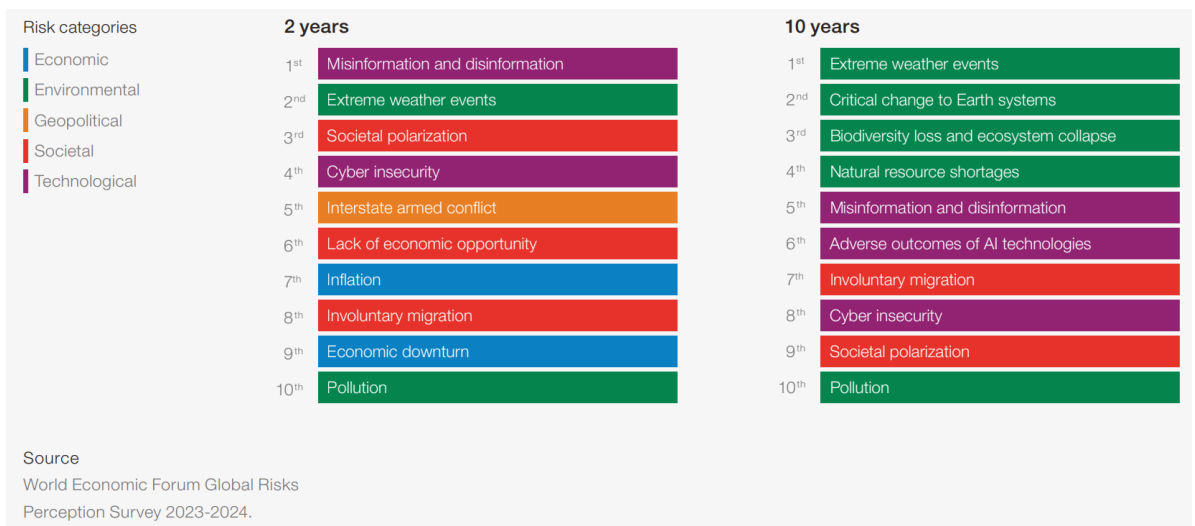 Risk categories
Economic
Environmental
Geopolitical
Societal
Technological
2 years
1st Misinformation and disinformation
2nd Extreme weather events
3rd Societal polarization
4th Cyber insecurity
5th Interstate armed conflict
6th Lack of economic opportunity
7th Inflation
8th Involuntary migration
9th Economic downturn
10th Pollution
10 years
1st Extreme weather events
2nd Critical change to Earth systems
3rd Biodiversity loss and ecosystem collapse
4th Natural resource shortages
5th Misinformation and disinformation
6th Adverse outcomes of AI technologies
7th Involuntary migration
8th Cyber insecurity
9th Societal polarization
10th Pollution
Source
World Economic Forum Global Risks
Perception Survey 2023-2024.